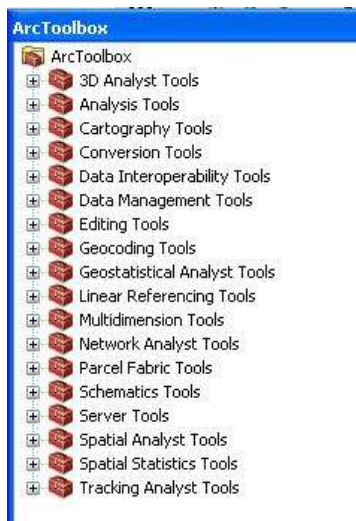 ArcToolbox
ArcToolbox
3D Analyst Tools
Analysis Tools
Cartography Tools
Conversion Tools
Data Interoperability Tools
Data Management Tools
Editing Tools
Geocoding Tools
Geostatistical Analyst Tools
Linear Referencing Tools
Multidimension Tools
Network Analyst Tools
Parcel Fabric Tools
Schematics Tools
Server Tools
Spatial Analyst Tools
Spatial Statistics Tools
Tracking Analyst Tools